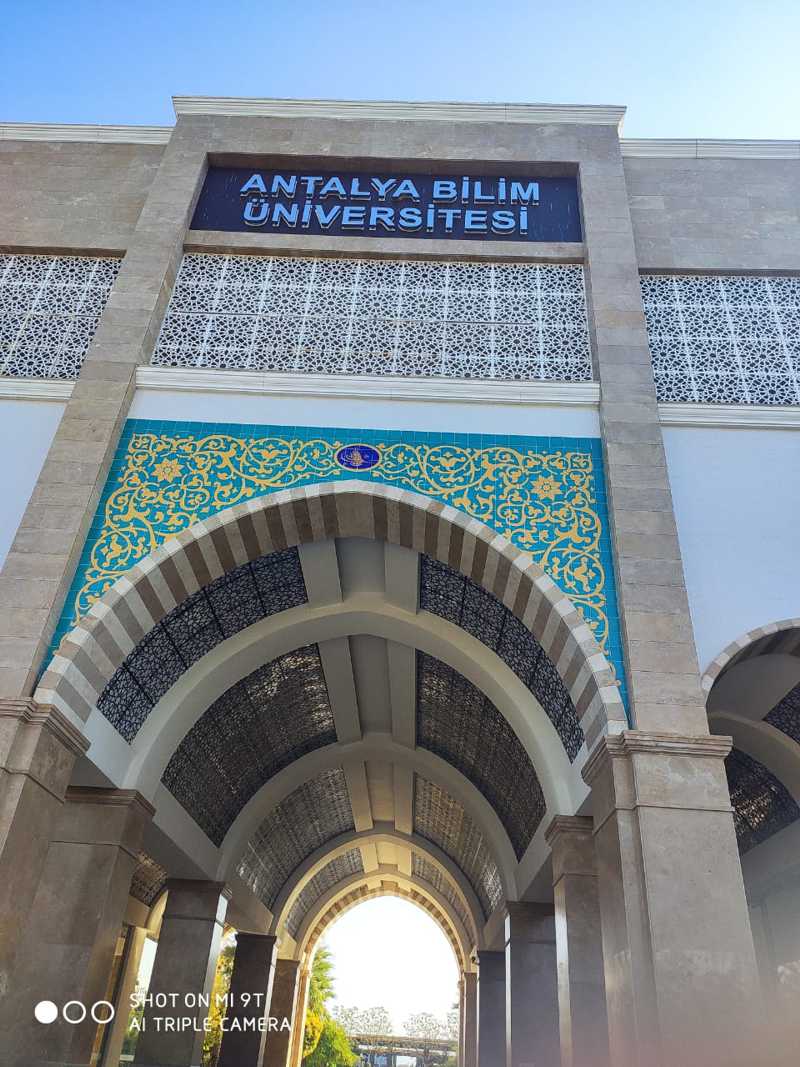 ANTALYA BİLİM
ÜNİVERSİTESİ
SHOT ON MI 9T
AI TRIPLE CAMERA